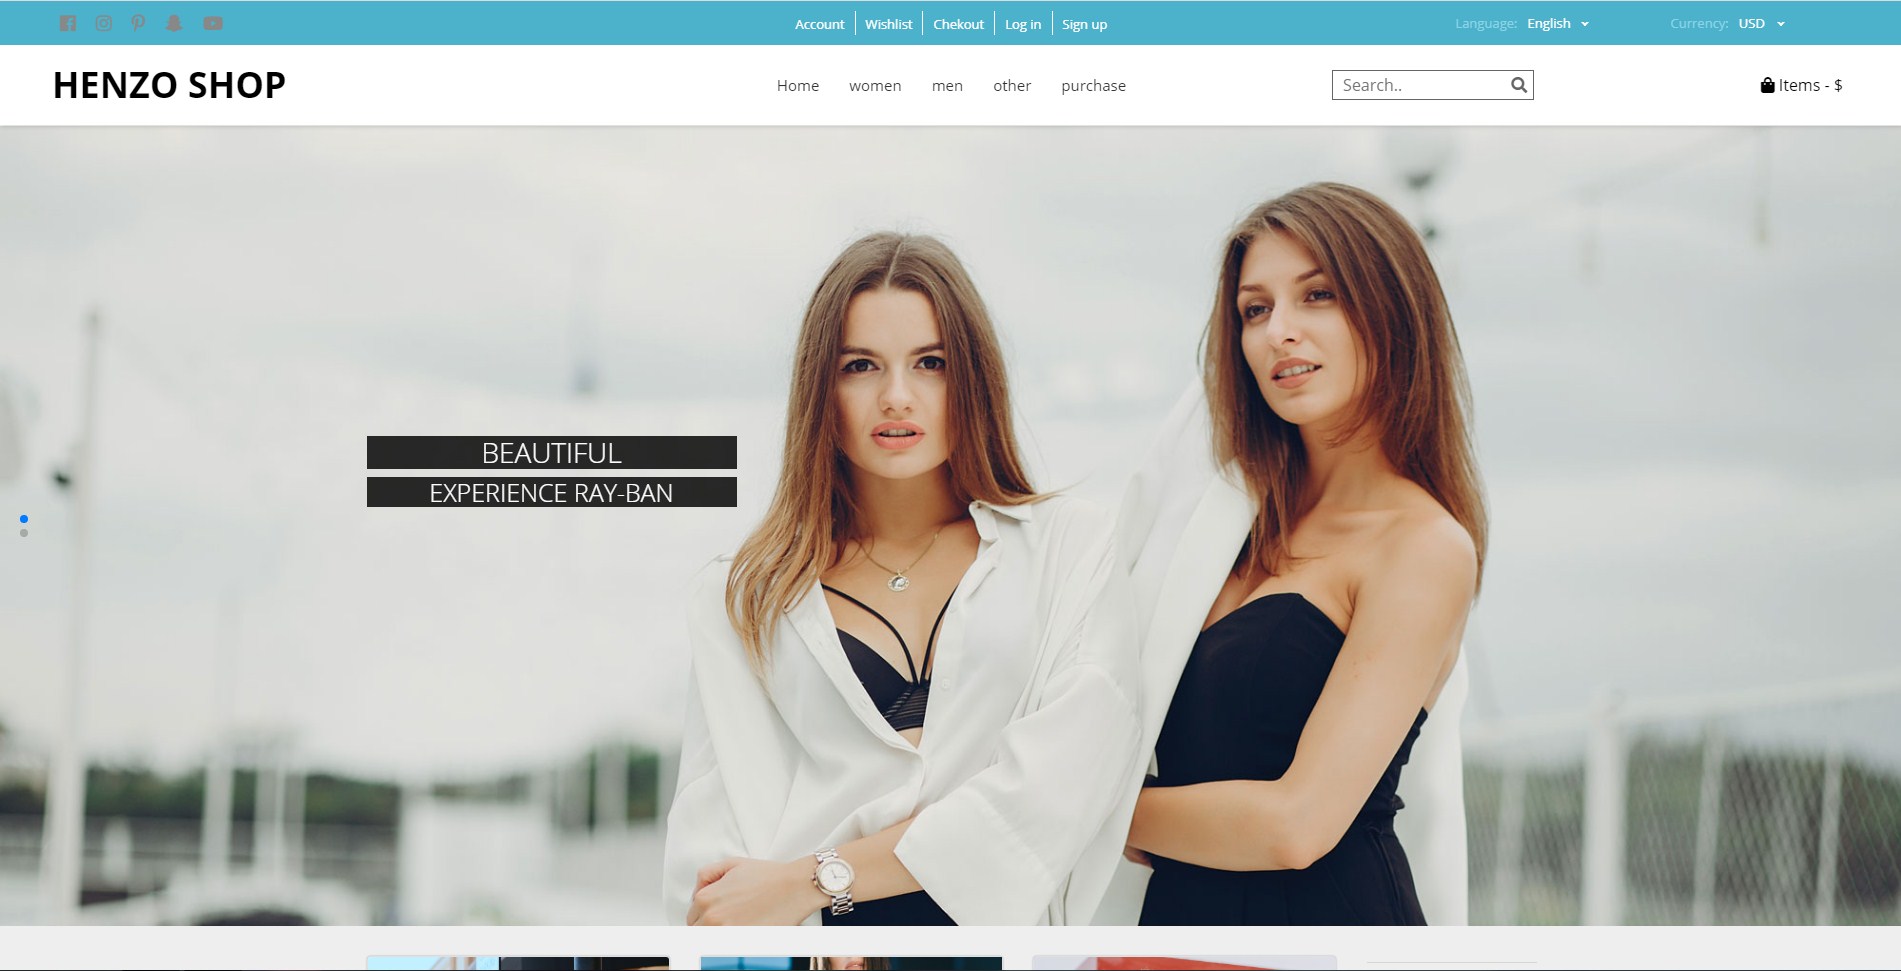 Account Wishlist Chekout Log in Sign up Language: English Currency: USD
HENZO SHOP Home women men other purchase Search.. Items - $
BEAUTIFUL
EXPERIENCE RAY-BAN